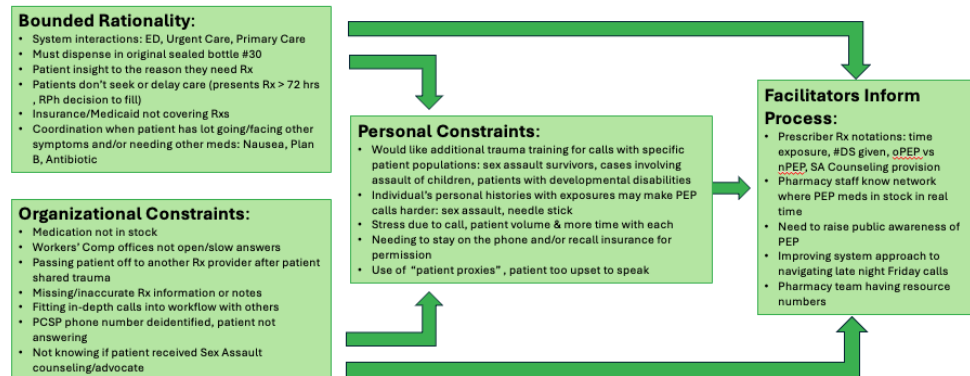 Bounded Rationality:
• System interactions: ED, Urgent Care, Primary Care
• Must dispense in original sealed bottle #30
• Patient insight to the reason they need Rx
• Patients don't seek or delay care (presents Rx > 72 hrs
, RPh decision to fill)
• Insurance/Medicaid not covering Rxs
• Coordination when patient has lot going/facing other
symptoms and/or needing other meds: Nausea, Plan
B, Antibiotic
Organizational Constraints:
• Medication not in stock
• Workers' Comp offices not open/slow answers
• Passing patient off to another Rx provider after patient
shared trauma
• Missing/inaccurate Rx information or notes
• Fitting in-depth calls into workflow with others
• PCSP phone number deidentified, patient not
answering
• Not knowing if patient received Sex Assault
counseling/advocate
Personal Constraints:
• Would like additional trauma training for calls with specific
patient populations: sex assault survivors, cases involving
assault of children, patients with developmental disabilities
• Individual's personal histories with exposures may make PEP
calls harder: sex assault, needle stick
• Stress due to call, patient volume & more time with each
• Needing to stay on the phone and/or recall insurance for
permission
• Use of "patient proxies" , patient too upset to speak
Facilitators Inform
Process:
• Prescriber Rx notations: time
exposure, #DS given, oPEP vs
nPEP, SA Counseling provision
• Pharmacy staff know network
where PEP meds in stock in real
time
• Need to raise public awareness of
PEP
• Improving system approach to
navigating late night Friday calls
• Pharmacy team having resource
numbers